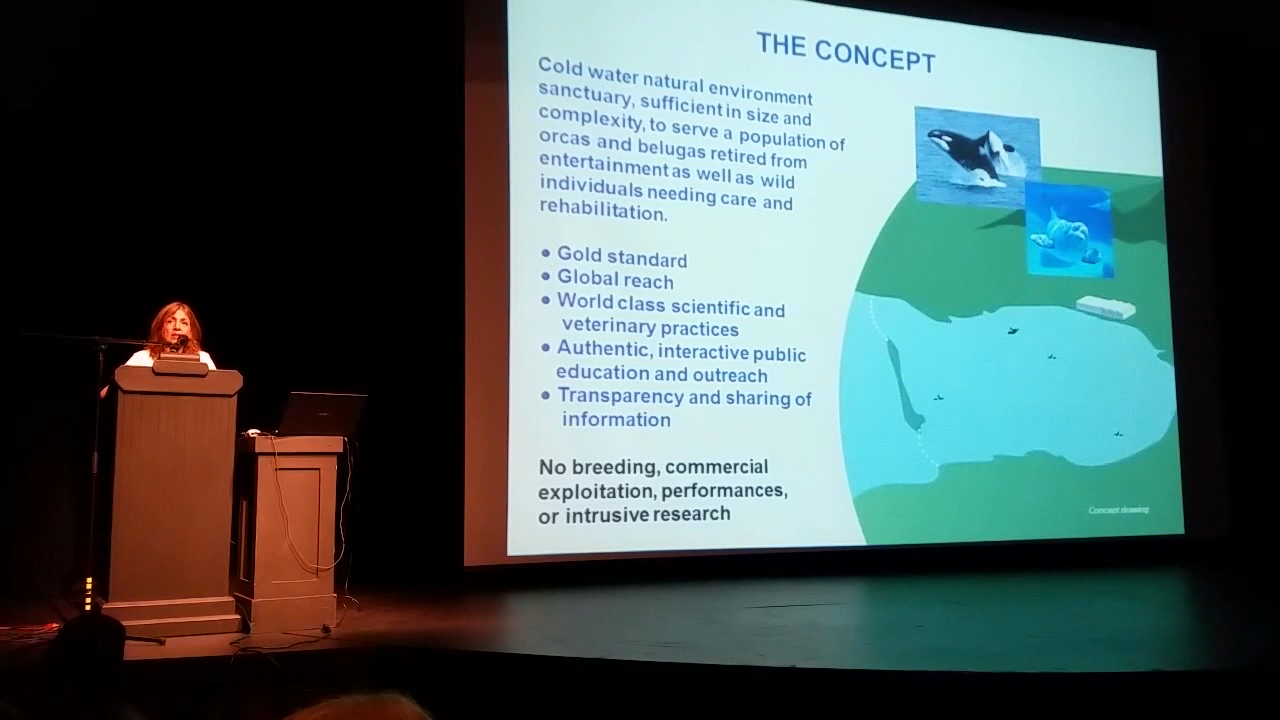 THE CONCEPT
Cold water natural environment
sanctuary, sufficient in size and
complexity, to serve a population of
orcas and belugas retired from
entertainment as well as wild
individuals needing care and
rehabilitation.
• Gold standard
• Global reach
• World class scientific and
veterinary practices
• Authentic, interactive public
education and outreach
• Transparency and sharing of
information
No breeding, commercial
exploitation, performances,
or intrusive research
Concept drawing